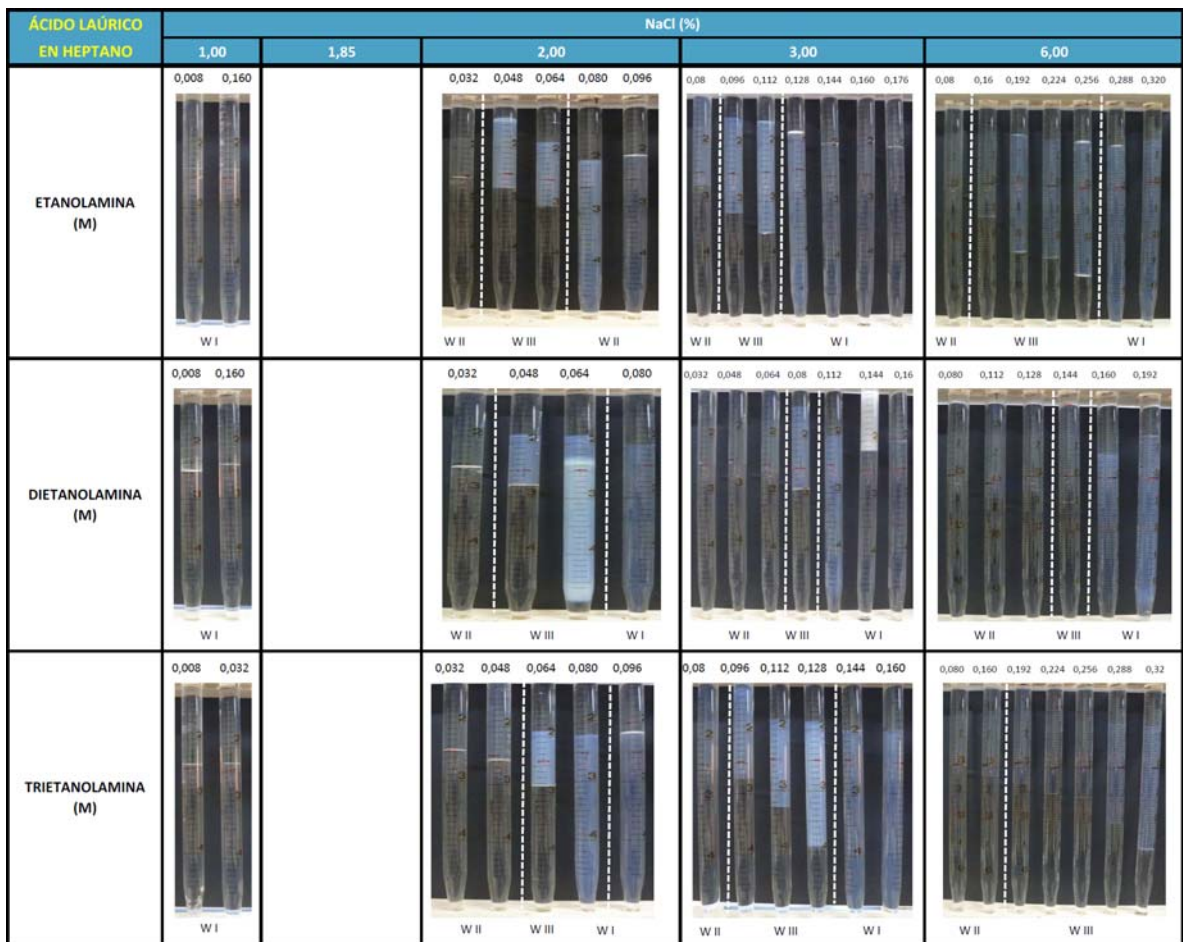 ÁCIDO LAÚRICO
EN HEPTANO
NaCl (%)
1,00 1,85 2,00 3,00 6,00
0,008 0,160
0,032 0,048 0,064 0,080 0,096
0,08 0,096 0,112 0,128 0,144 0,160 0,176
0,08 0,16 0,192 0,224 0,256 0,288 0,320
ETANOLAMINA
(M)
W I
W II W III W II
W II W III W I
W II W III W I
0,008 0,160
0,032 0,048 0,064 0,080
0,032 0,048 0,064 0,08 0,112 0,144 0,16
0,080 0,112 0,128 0,144 0,160 0,192
DIETANOLAMINA
(M)
W I
W II W III W I
W II W III W I
W II W III W I
0,008 0,032
0,032 0,048 0,064 0,080 0,096
0,08 0,096 0,112 0,128 0,144 0,160
0,080 0,160 0,192 0,224 0,256 0,288 0,32
TRIETANOLAMINA
(M)
W I
W II W III W I
W II W III W I
W II W III